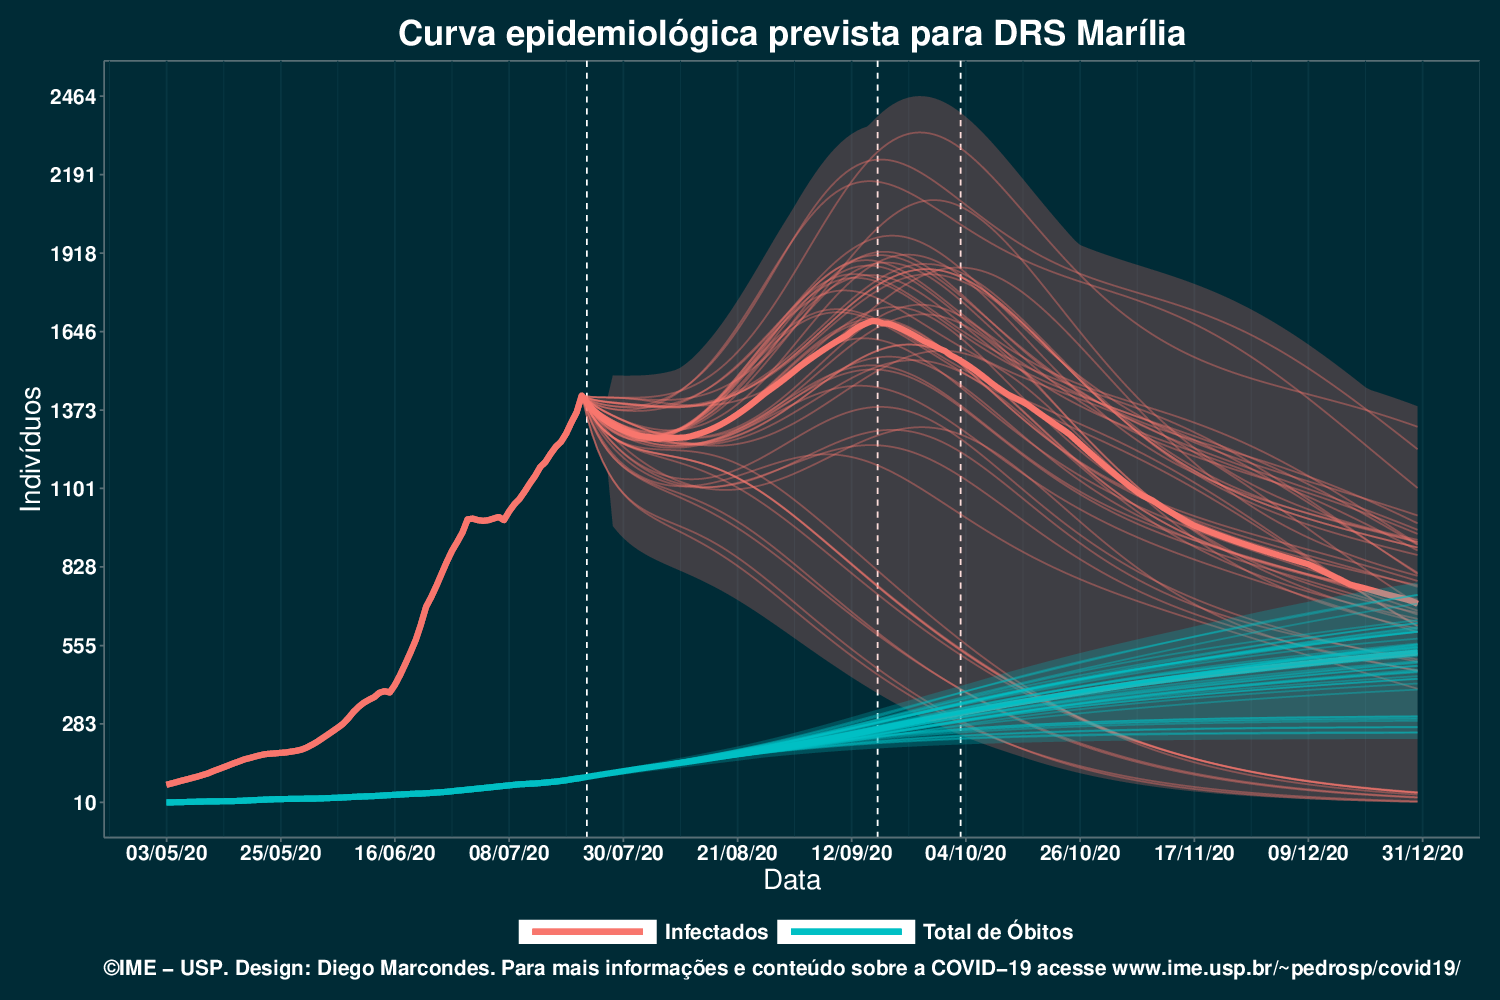 Curva epidemiológica prevista para DRS Marília
2464
2191
1918
1646
1373
1101
828
555
283
10
Indivíduos
03/05/20 25/05/20 16/06/20 08/07/20 30/07/20 21/08/20 12/09/20 04/10/20 26/10/20 17/11/20 09/12/20 31/12/20
Data
Infectados Total de Óbitos
©IME − USP. Design: Diego Marcondes. Para mais informações e conteúdo sobre a COVID−19 acesse www.ime.usp.br/~pedrosp/covid19/